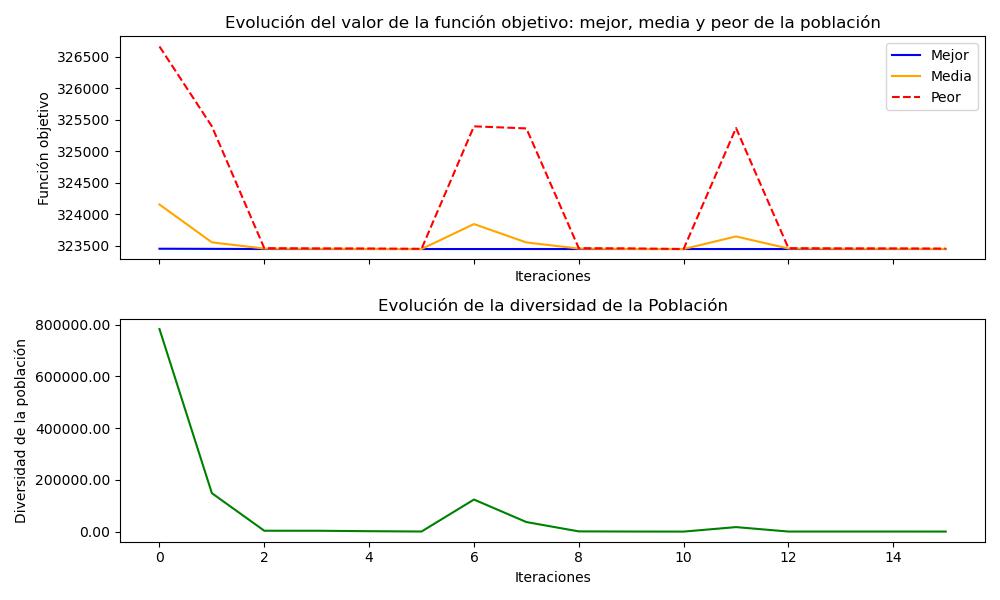 Evolución del valor de la función objetivo: mejor, media y peor de la población
Función objetivo
326500
326000
325500
325000
324500
324000
323500
Mejor
Media
Peor
Iteraciones
Evolución de la diversidad de la Población
Diversidad de la población
800000.00
600000.00
400000.00
200000.00
0.00
0 2 4 6 8 10 12 14
Iteraciones